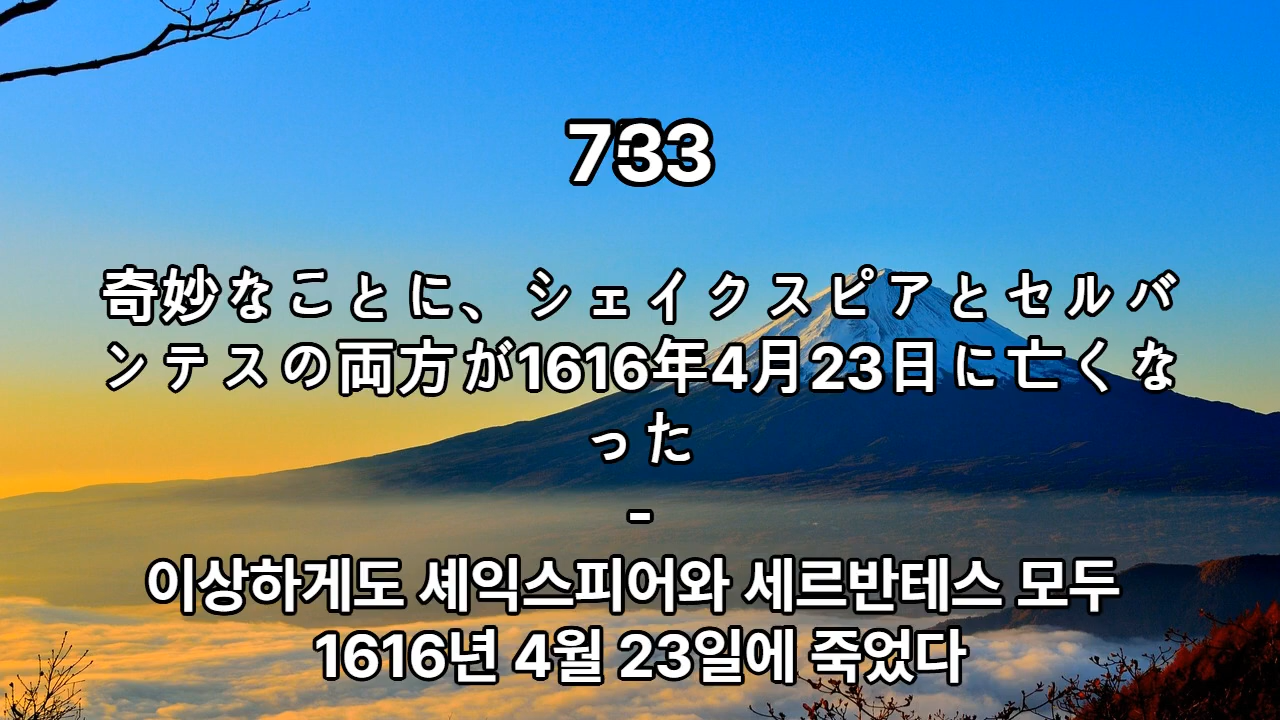 733
奇妙なことに、シェイクスピアとセルバ
ンテスの両方が1616年4月23日に亡くな
った
-
이상하게도 셰익스피어와 세르반테스 모두
1616년 4월 23일에 죽었다